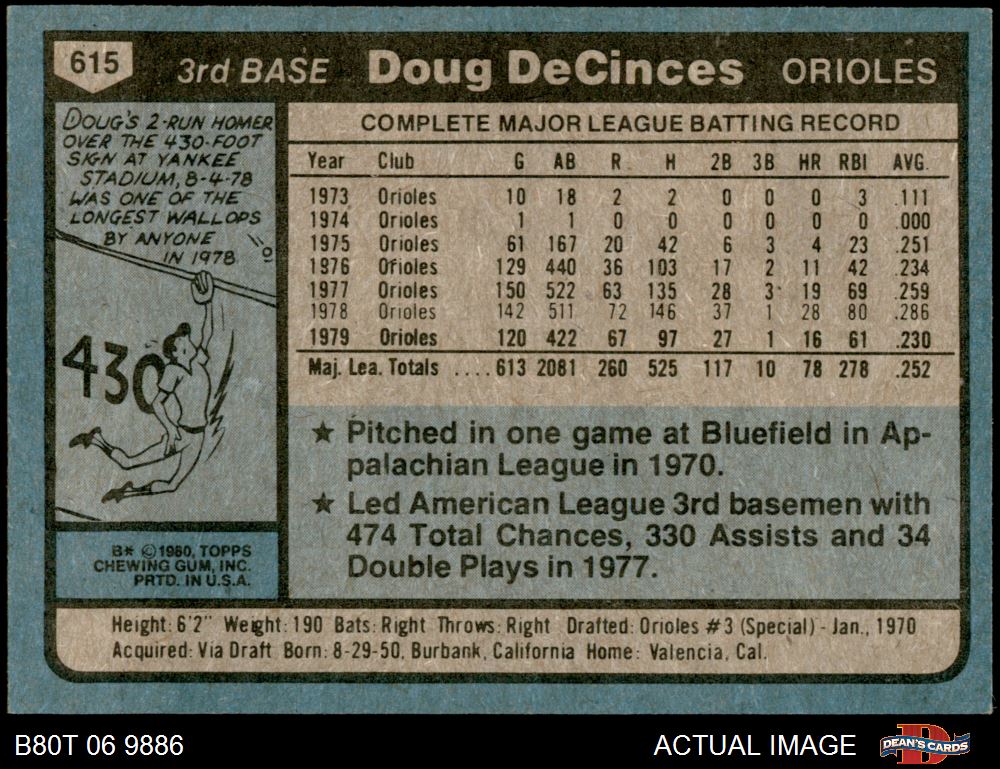 615 3rd BASE Doug DeCinces ORIOLES
DOUG'S 2-RUN HOMER
OVER THE 430-FOOT
SIGN AT YANKEE
STADIUM, 8-4-78
WAS ONE OF THE
LONGEST WALLOPS
BY ANYONE
IN 1978
430
B* ©1980, TOPPS
CHEWING GUM, INC.
PRTD. IN U.S.A.
COMPLETE MAJOR LEAGUE BATTING RECORD
Year Club G AB R H 2B 3B HR RBI AVG.
1973 Orioles 10 18 2 2 0 0 0 3 .111
1974 Orioles 1 1 0 0 0 0 0 0 .000
1975 Orioles 61 167 20 42 6 3 4 23 .251
1976 Orioles 129 440 36 103 17 2 11 42 .234
1977 Orioles 150 522 63 135 28 3 19 69 .259
1978 Orioles 142 511 72 146 37 1 28 80 .286
1979 Orioles 120 422 67 97 27 1 16 61 .230
Maj. Lea. Totals ....613 2081 260 525 117 10 78 278 .252
★ Pitched in one game at Bluefield in Ap-
palachian League in 1970.
★ Led American League 3rd basemen with
474 Total Chances, 330 Assists and 34
Double Plays in 1977.
Height: 6'2" Weight: 190 Bats: Right Throws: Right Drafted: Orioles #3 (Special) - Jan., 1970
Acquired: Via Draft Born: 8-29-50, Burbank, California Home: Valencia, Cal.
B80T 06 9886 ACTUAL IMAGE DEAN'S CARDS